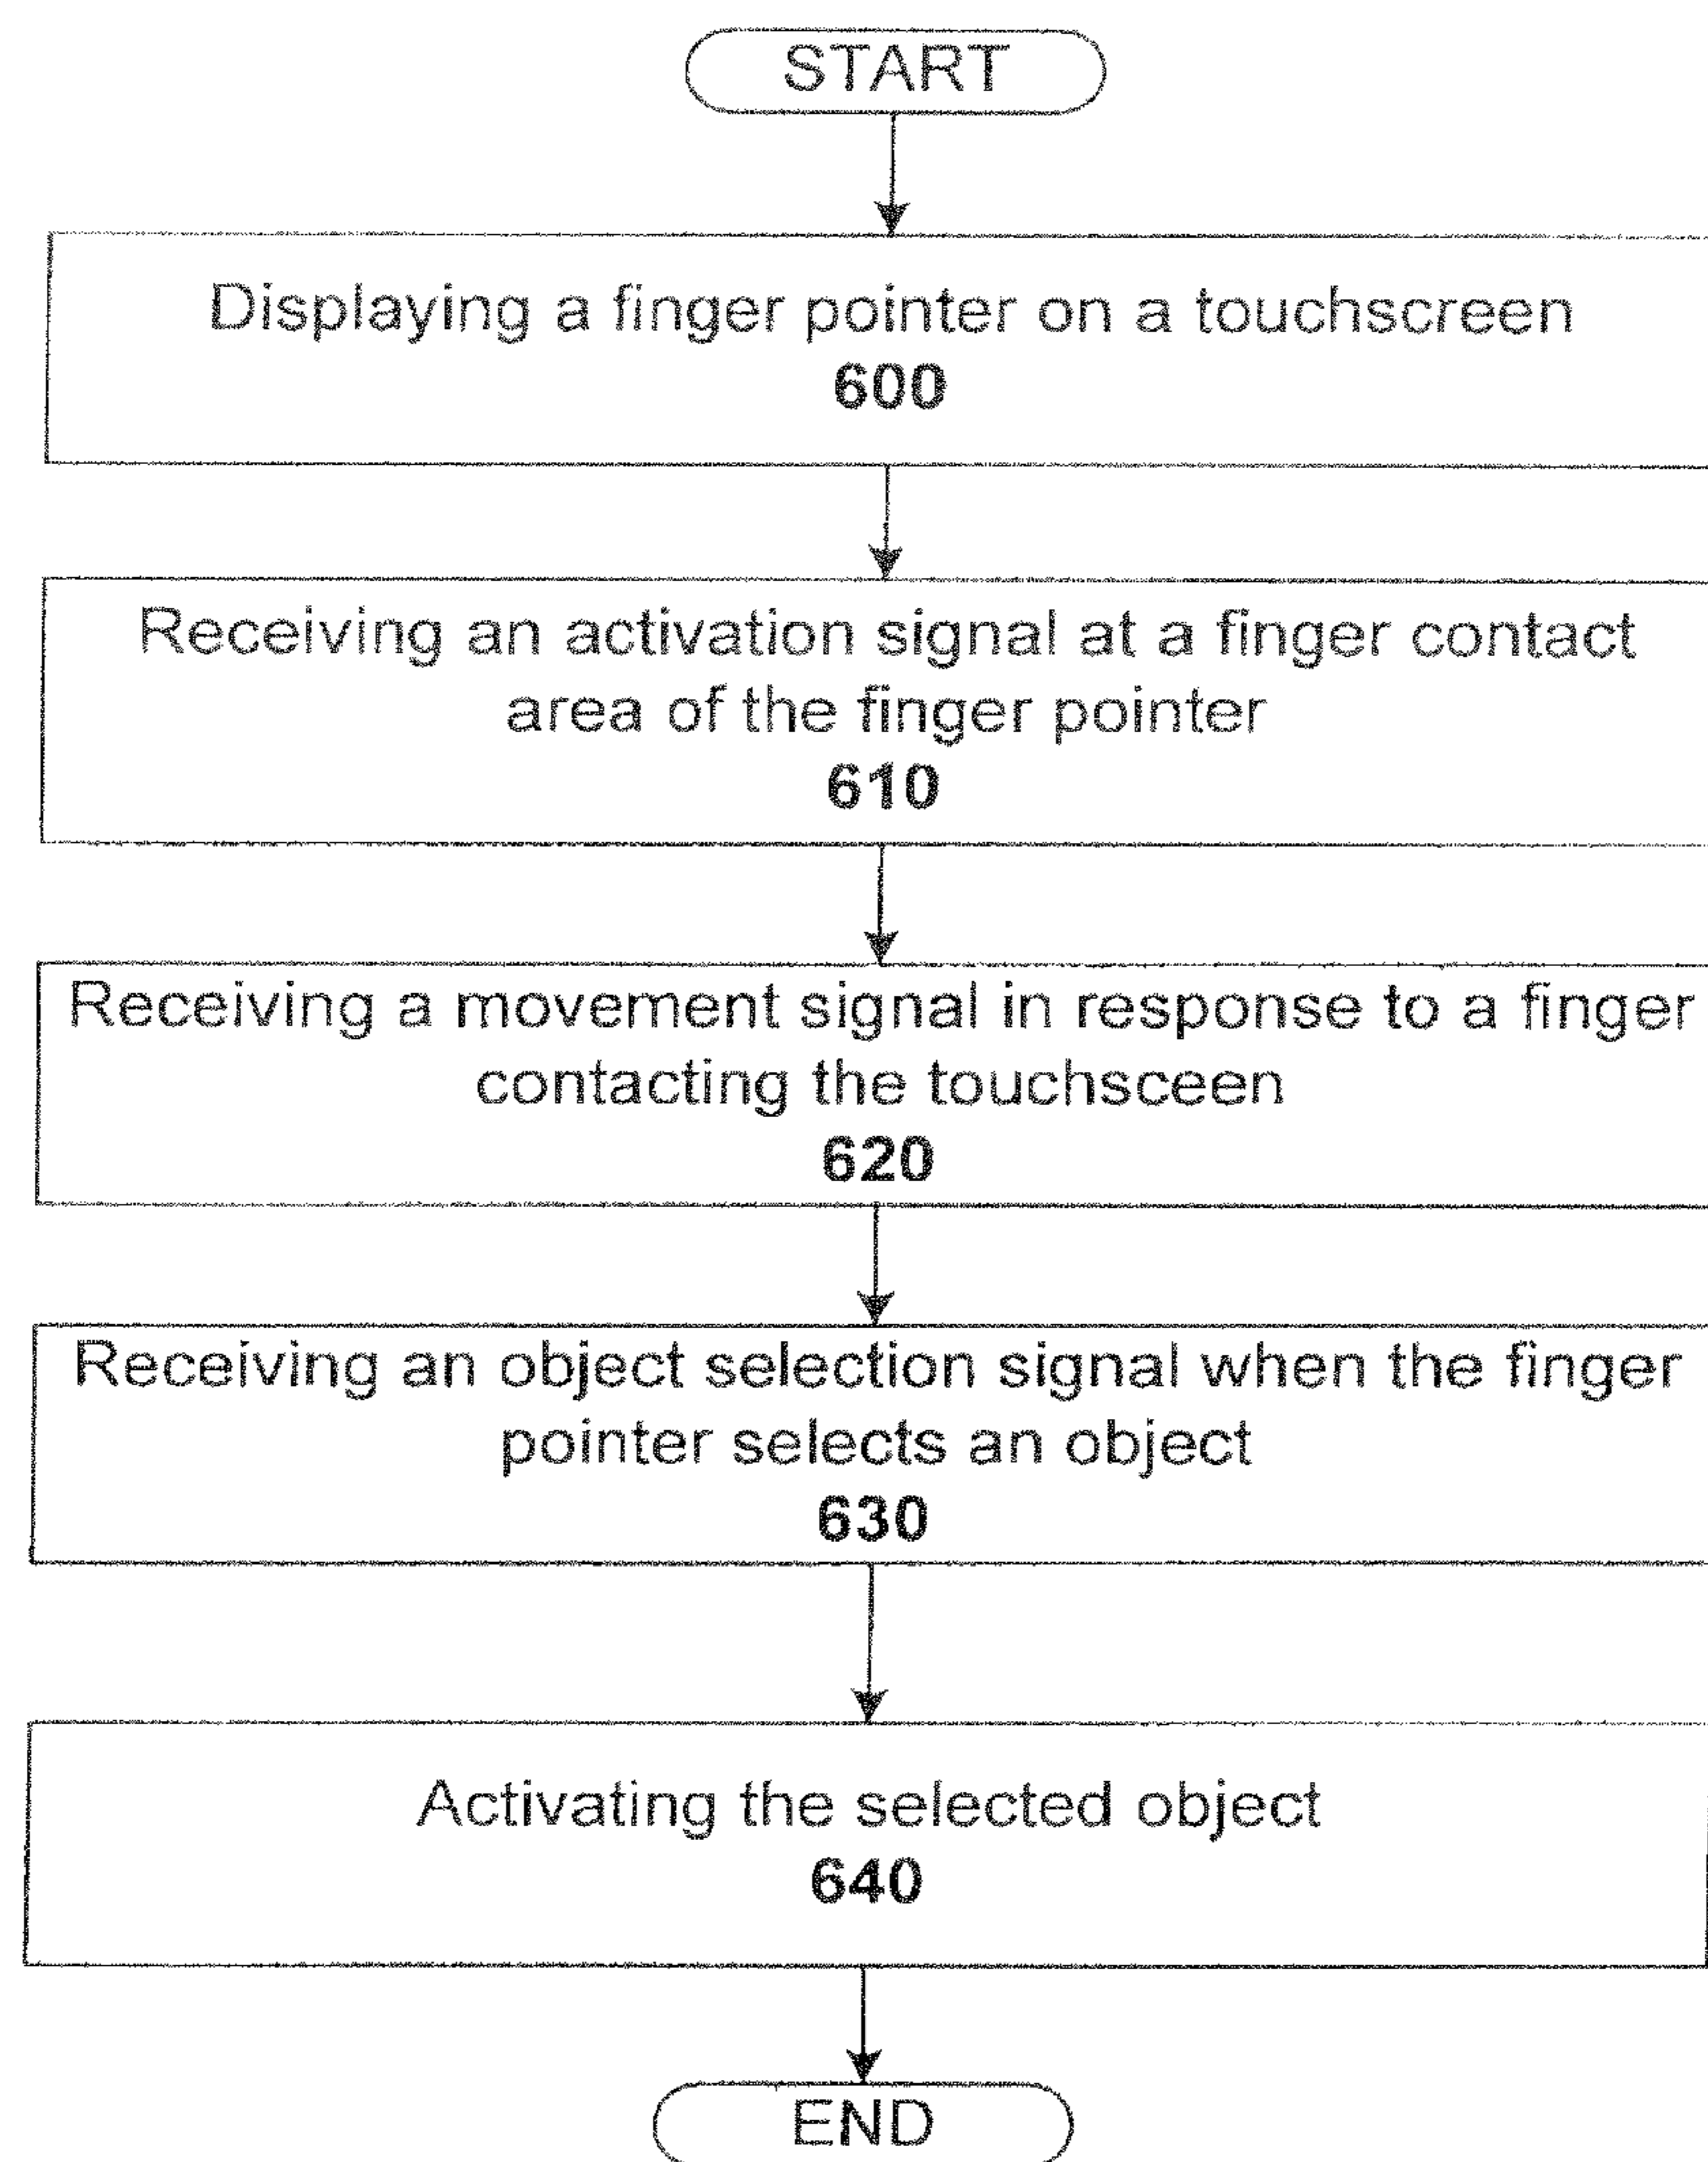 START
Displaying a finger pointer on a touchscreen
600
Receiving an activation signal at a finger contact
area of the finger pointer
610
Receiving a movement signal in response to a finger
contacting the touchsceen
620
Receiving an object selection signal when the finger
pointer selects an object
630
Activating the selected object
640
END